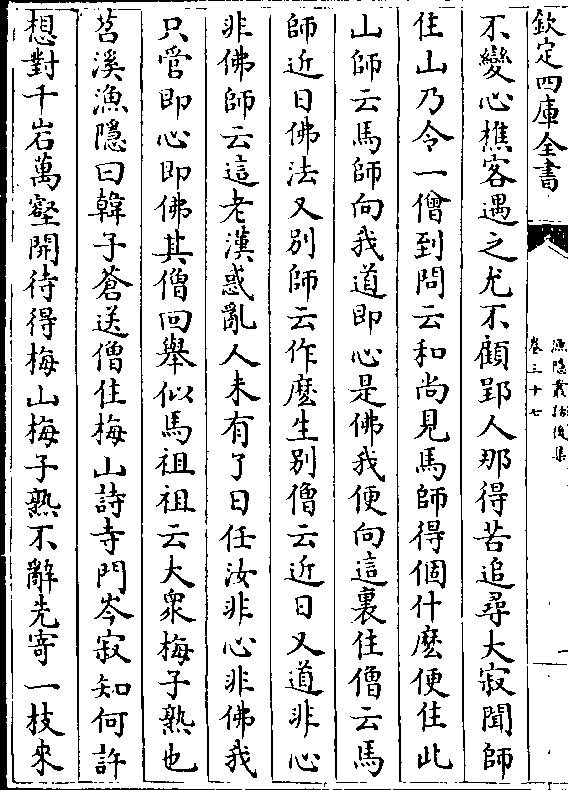 欽定四庫全書
漁隱叢話後集
卷三十七
一
不變心樵客遇之尤不顧郢人那得苦追尋大寂聞師
住山乃令一僧到問云和尚見馬師得個什麽便住此
山師云馬師向我道即心是佛我便向這裏住僧云馬
師近日佛法又別師云作麽生別僧云近日又道非心
非佛師云這老漢惑亂人未有了日任汝非心非佛我
只管即心即佛其僧回舉似馬祖祖云大衆梅子熟也
苕溪漁隱曰韓子蒼送僧住梅山詩寺門岑寂知何許
想對千岩萬壑開待得梅山梅子熟不辭先寄一枝來